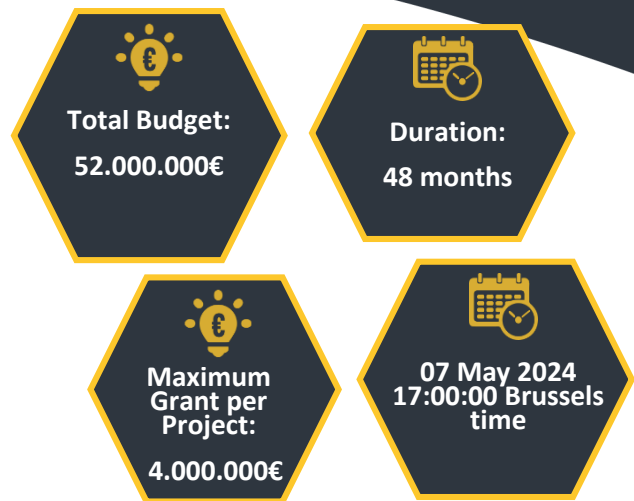 Total Budget:
52.000.000€
Duration:
48 months
Maximum
Grant per
Project:
4.000.000€
07 May 2024
17:00:00 Brussels
time